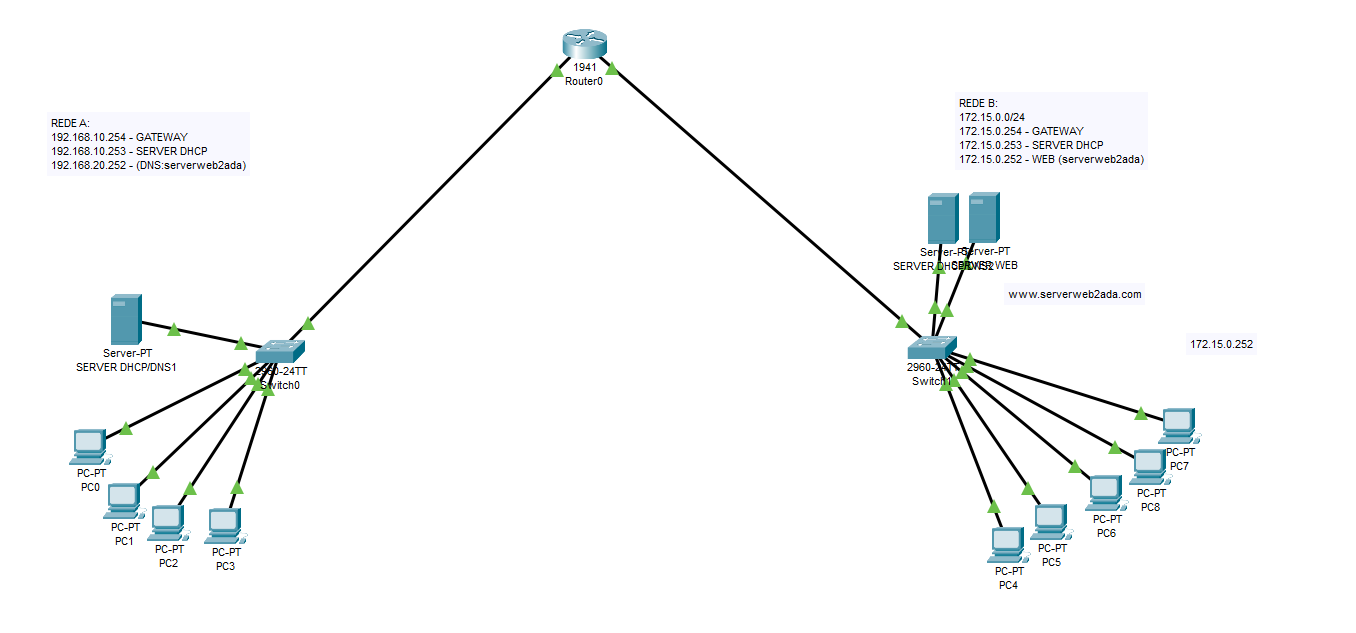 1941
Router0
REDE A:
192.168.10.254 - GATEWAY
192.168.10.253 - SERVER DHCP
192.168.20.252 - (DNS:serverweb2ada)
REDE B:
172.15.0.0/24
172.15.0.254 - GATEWAY
172.15.0.253 - SERVER DHCP
172.15.0.252 - WEB (serverweb2ada)
Server-PT
SERVER DHCP/DNS2
Server-PT
SERVER WEB
www.serverweb2ada.com
172.15.0.252
Server-PT
SERVER DHCP/DNS1
2960-24TT
Switch0
2960-24TT
Switch1
PC-PT
PC0
PC-PT
PC1
PC-PT
PC2
PC-PT
PC3
PC-PT
PC4
PC-PT
PC5
PC-PT
PC6
PC-PT
PC8
PC-PT
PC7